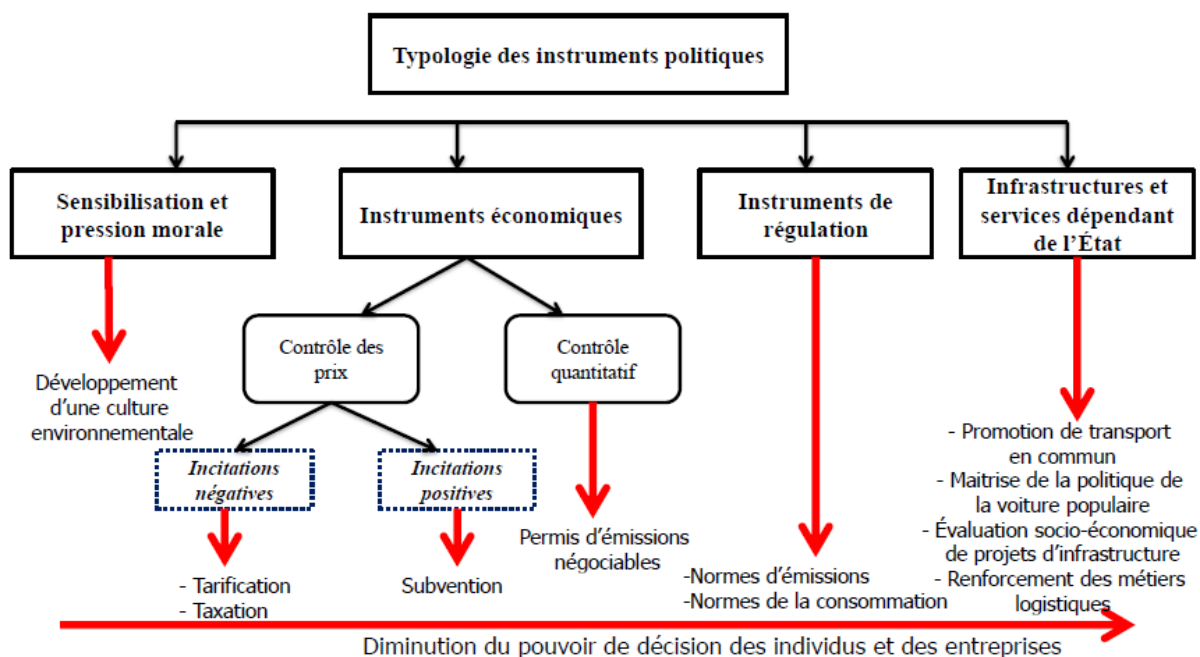 Typologie des instruments politiques
Sensibilisation et
pression morale
Instruments économiques
Instruments de
régulation
Infrastructures et
services dépendant
de l'État
Contrôle des
prix
Contrôle
quantitatif
Développement
d'une culture
environnementale
Incitations
négatives
Incitations
positives
- Tarification
- Taxation
Subvention
Permis d'émissions
négociables
-Normes d'émissions
-Normes de la consommation
- Promotion de transport
en commun
- Maitrise de la politique de
la voiture populaire
- Évaluation socio-économique
de projets d'infrastructure
- Renforcement des métiers
logistiques
Diminution du pouvoir de décision des individus et des entreprises